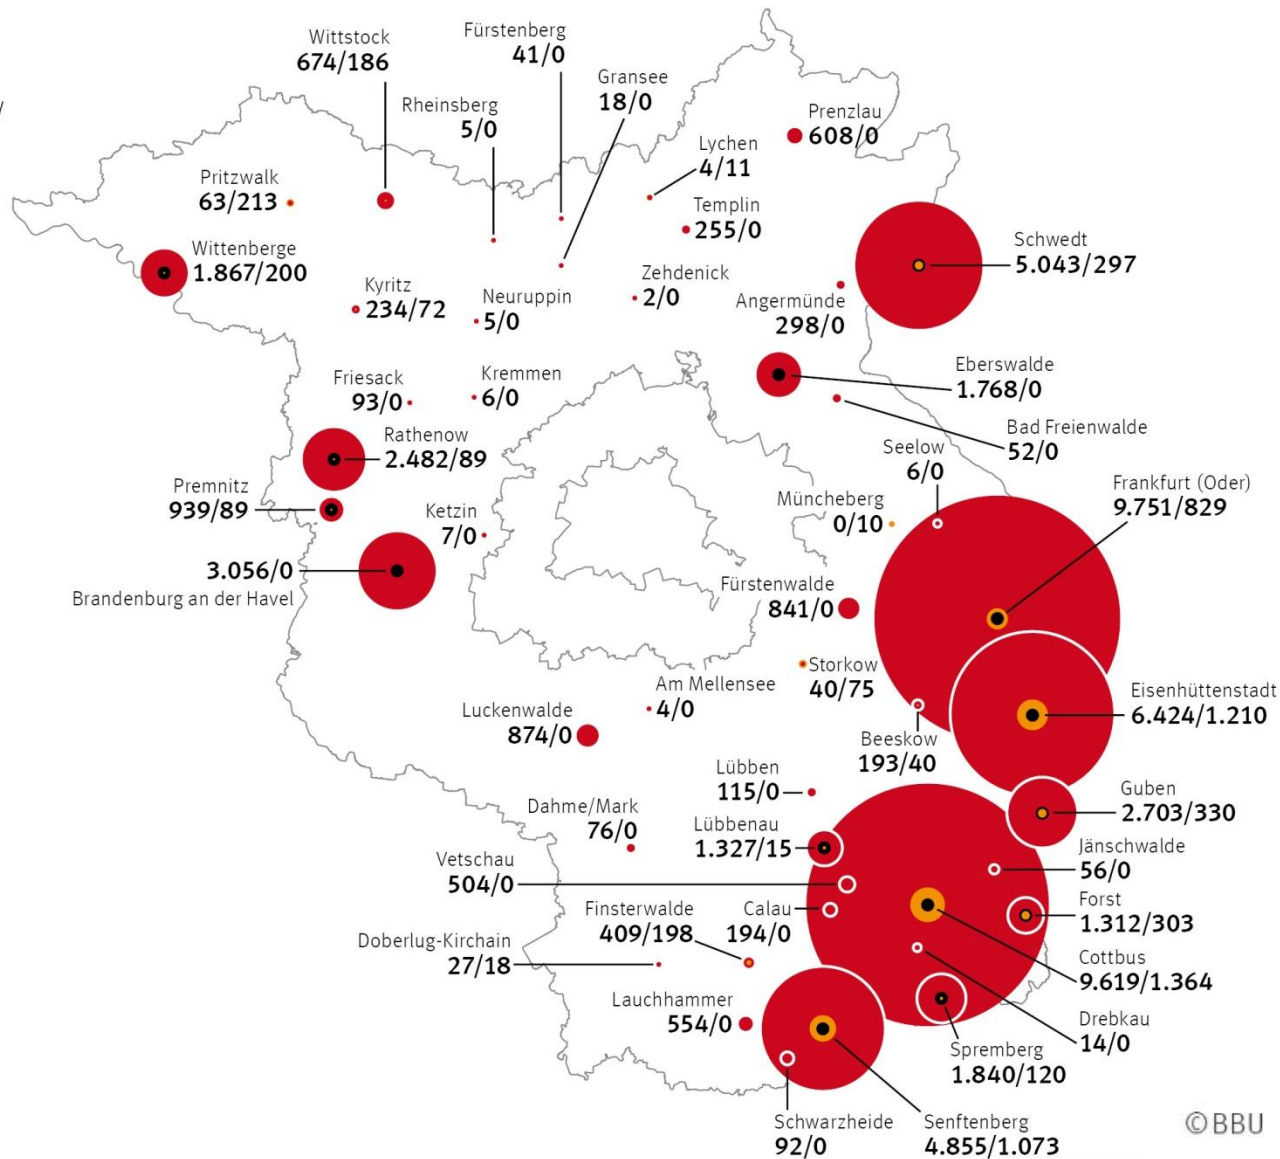 Wittstock
674/186
Fürstenberg
41/0
Gransee
18/0
Rheinsberg
5/0
Prenzlau
608/0
Lychen
4/11
Pritzwalk
63/213
Templin
255/0
Schwedt
5.043/297
Wittenberge
1.867/200
Kyritz
234/72
Neuruppin
5/0
Zehdenick
2/0
Angermünde
298/0
Eberswalde
1.768/0
Friesack
93/0
Kremmen
6/0
Bad Freienwalde
52/0
Rathenow
2.482/89
Seelow
6/0
Premnitz
939/89
Ketzin
7/0
Müncheberg
0/10
Frankfurt (Oder)
9.751/829
3.056/0
Brandenburg an der Havel
Fürstenwalde
841/0
Storkow
40/75
Am Mellensee
4/0
Luckenwalde
874/0
Eisenhüttenstadt
6.424/1.210
Beeskow
193/40
Lübben
115/0
Guben
2.703/330
Dahme/Mark
76/0
Lübbenau
1.327/15
Jänschwalde
56/0
Vetschau
504/0
Finsterwalde
409/198
Calau
194/0
Forst
1.312/303
Doberlug-Kirchain
27/18
Cottbus
9.619/1.364
Lauchhammer
554/0
Drebkau
14/0
Spremberg
1.840/120
Schwarzheide
92/0
Senftenberg
4.855/1.073
©BBU